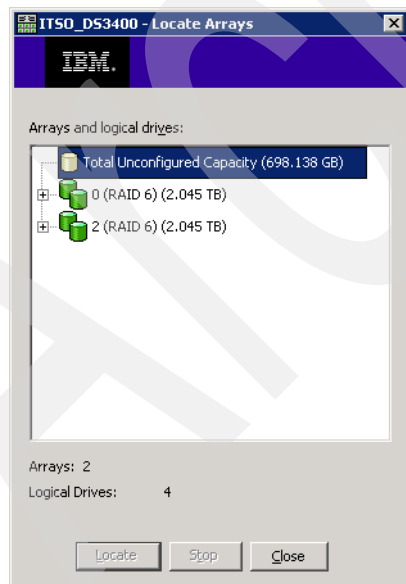 ITSO_DS3400 - Locate Arrays
IBM.
Arrays and logical drives:
Total Unconfigured Capacity (698.138 GB)
0 (RAID 6) (2.045 TB)
2 (RAID 6) (2.045 TB)
Arrays: 2
Logical Drives: 4
Locate Stop Close